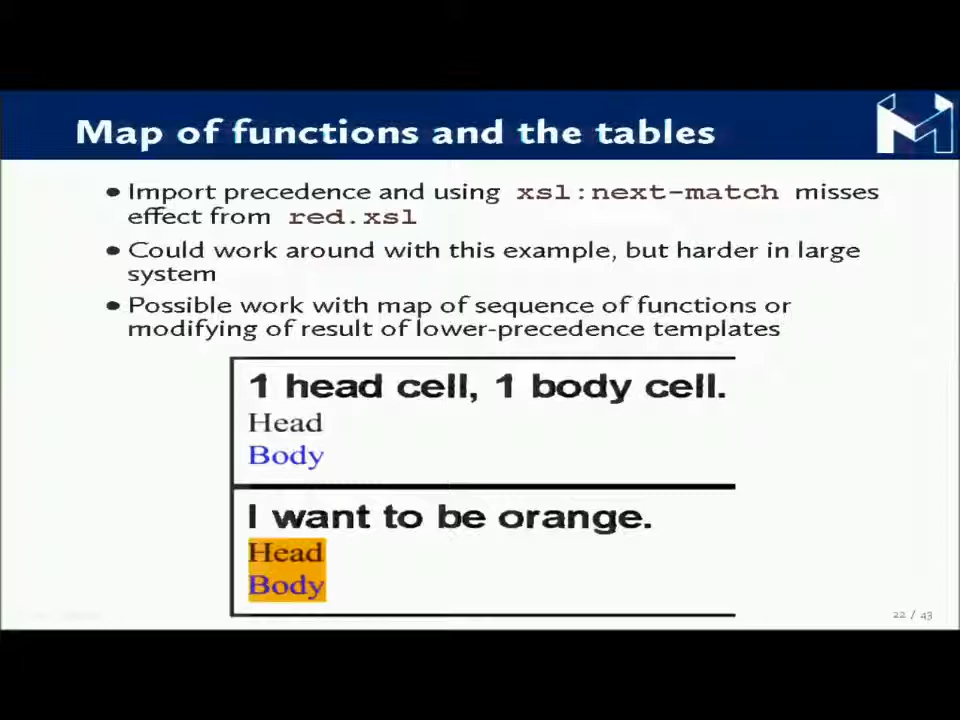 Map of functions and the tables
• Import precedence and using xsl:next-match misses
effect from red.xsl
• Could work around with this example, but harder in large
system
• Possible work with map of sequence of functions or
modifying of result of lower-precedence templates
1 head cell, 1 body cell.
Head
Body
I want to be orange.
Head
Body
22 / 43